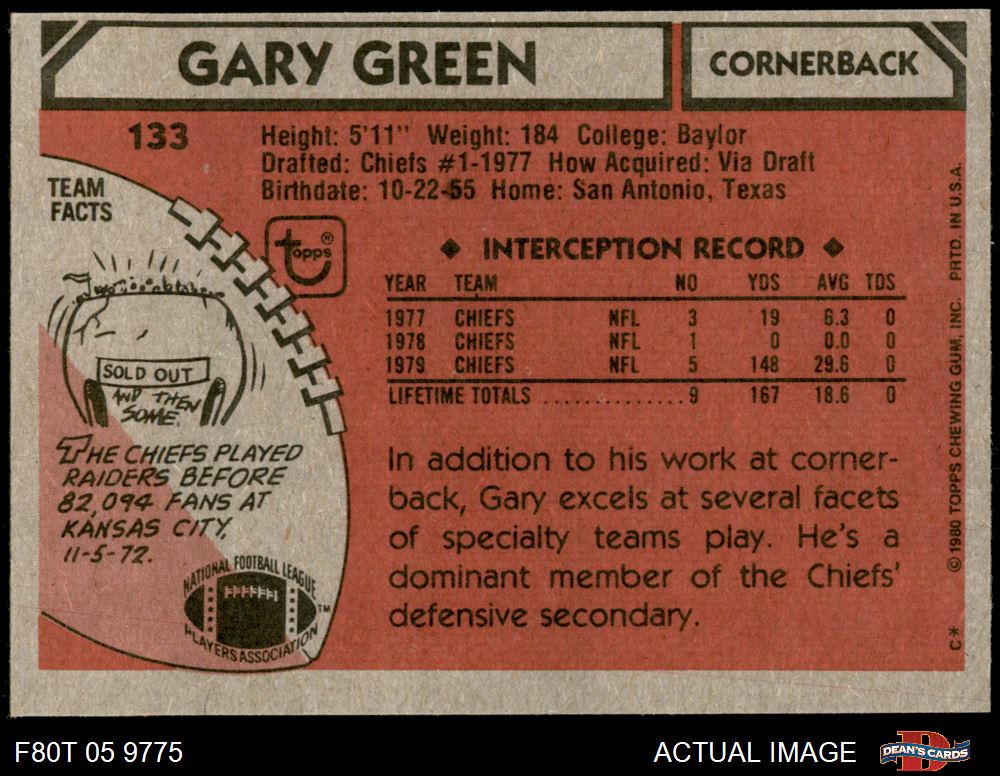 GARY GREEN
CORNERBACK
133
Height: 5'11" Weight: 184 College: Baylor
Drafted: Chiefs #1-1977 How Acquired: Via Draft
Birthdate: 10-22-55 Home: San Antonio, Texas
TEAM
FACTS
topps®
SOLD OUT
AND THEN
SOME.
THE CHIEFS PLAYED
RAIDERS BEFORE
82,094 FANS AT
KANSAS CITY,
11-5-72.
NATIONAL FOOTBALL LEAGUE
PLAYERS ASSOCIATION
TM
◆ INTERCEPTION RECORD ◆
YEAR TEAM NO YDS AVG TDS
1977 CHIEFS NFL 3 19 6.3 0
1978 CHIEFS NFL 1 0 0.0 0
1979 CHIEFS NFL 5 148 29.6 0
LIFETIME TOTALS .............. 9 167 18.6 0
In addition to his work at corner-
back, Gary excels at several facets
of specialty teams play. He's a
dominant member of the Chiefs'
defensive secondary.
C* © 1980 TOPPS CHEWING GUM, INC. PRTD. IN U.S.A.
F80T 05 9775
ACTUAL IMAGE
D
DEAN'S CARDS